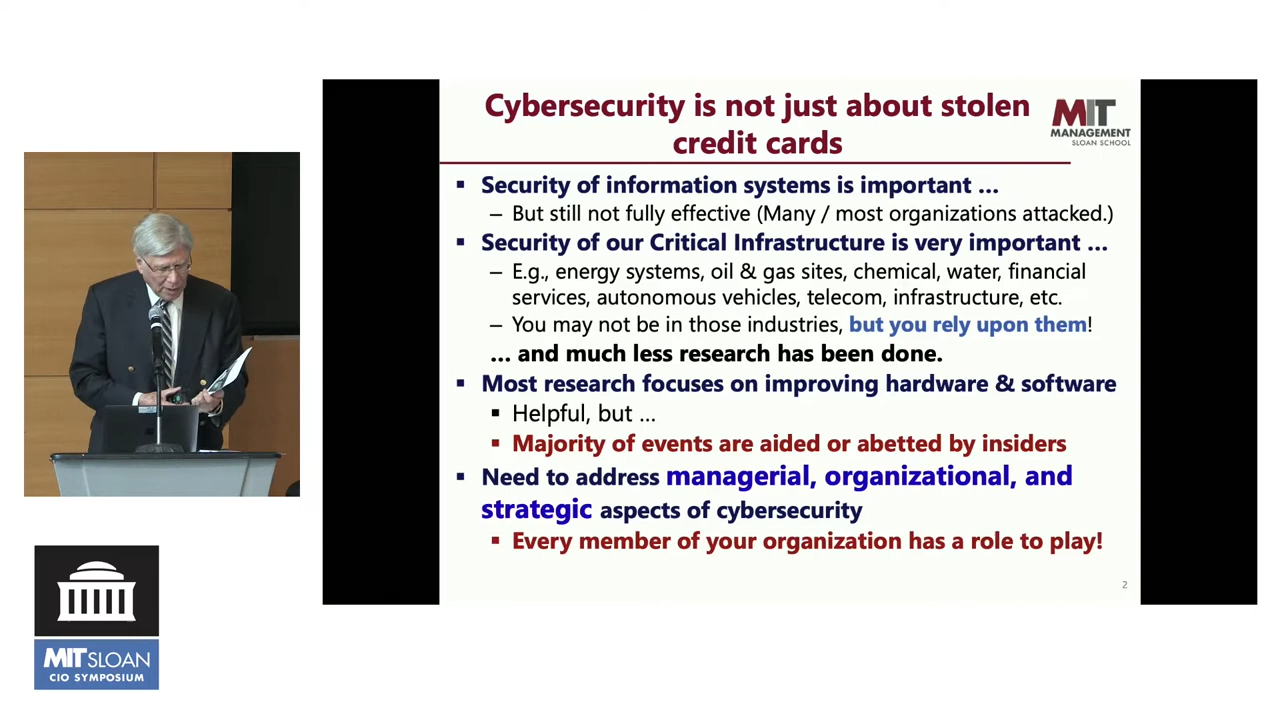 Cybersecurity is not just about stolen
credit cards
MIT
MANAGEMENT
SLOAN SCHOOL
▪ Security of information systems is important …
– But still not fully effective (Many / most organizations attacked.)
▪ Security of our Critical Infrastructure is very important …
– E.g., energy systems, oil & gas sites, chemical, water, financial
services, autonomous vehicles, telecom, infrastructure, etc.
– You may not be in those industries, but you rely upon them!
… and much less research has been done.
▪ Most research focuses on improving hardware & software
▪ Helpful, but …
▪ Majority of events are aided or abetted by insiders
▪ Need to address managerial, organizational, and
strategic aspects of cybersecurity
▪ Every member of your organization has a role to play!
2
MIT SLOAN
CIO SYMPOSIUM